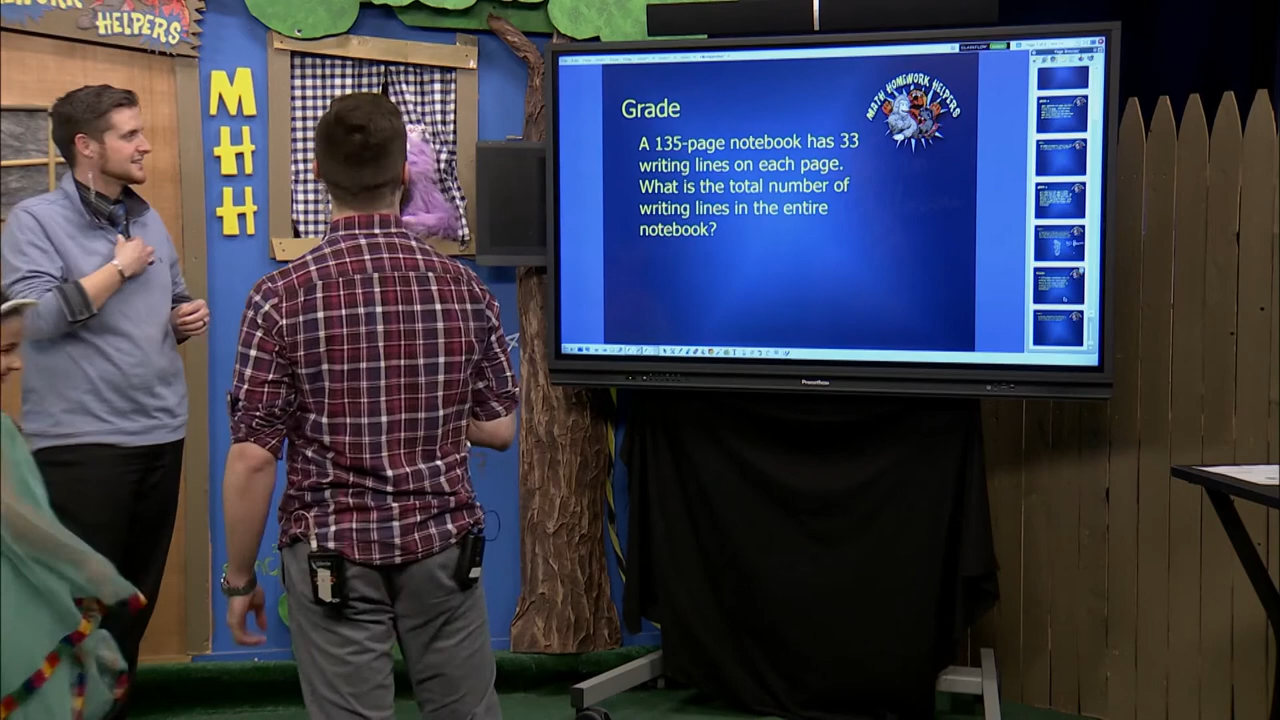 HELPERS
M
H
H
MATH HOMEWORK HELPERS
Grade
A 135-page notebook has 33
writing lines on each page.
What is the total number of
writing lines in the entire
notebook?
Promethean